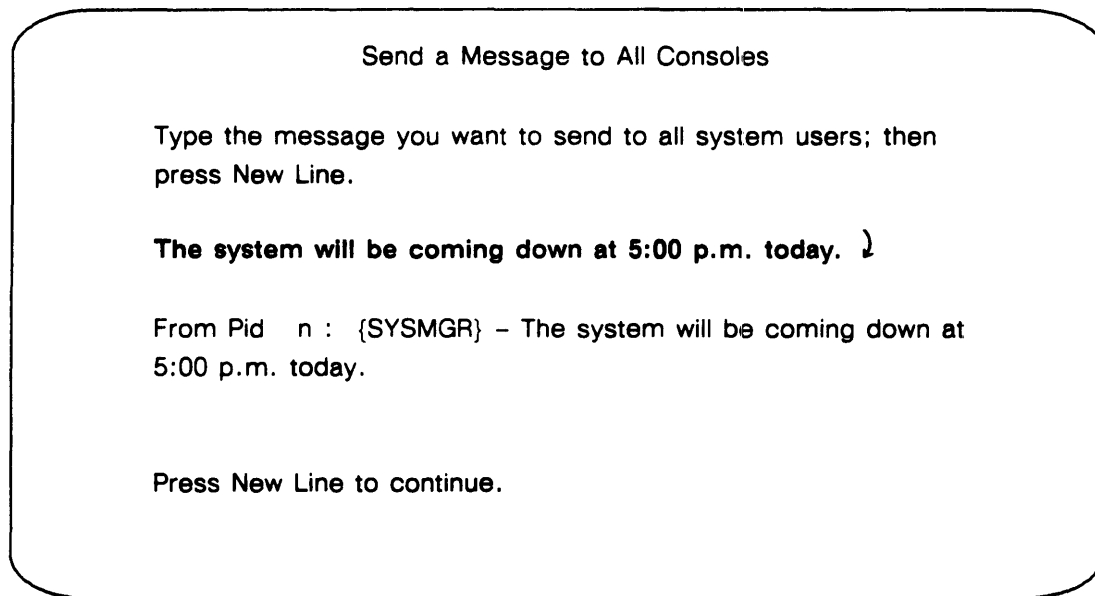 Send a Message to All Consoles
Type the message you want to send to all system users; then
press New Line.
The system will be coming down at 5:00 p.m. today.
From Pid n : {SYSMGR} – The system will be coming down at
5:00 p.m. today.
Press New Line to continue.